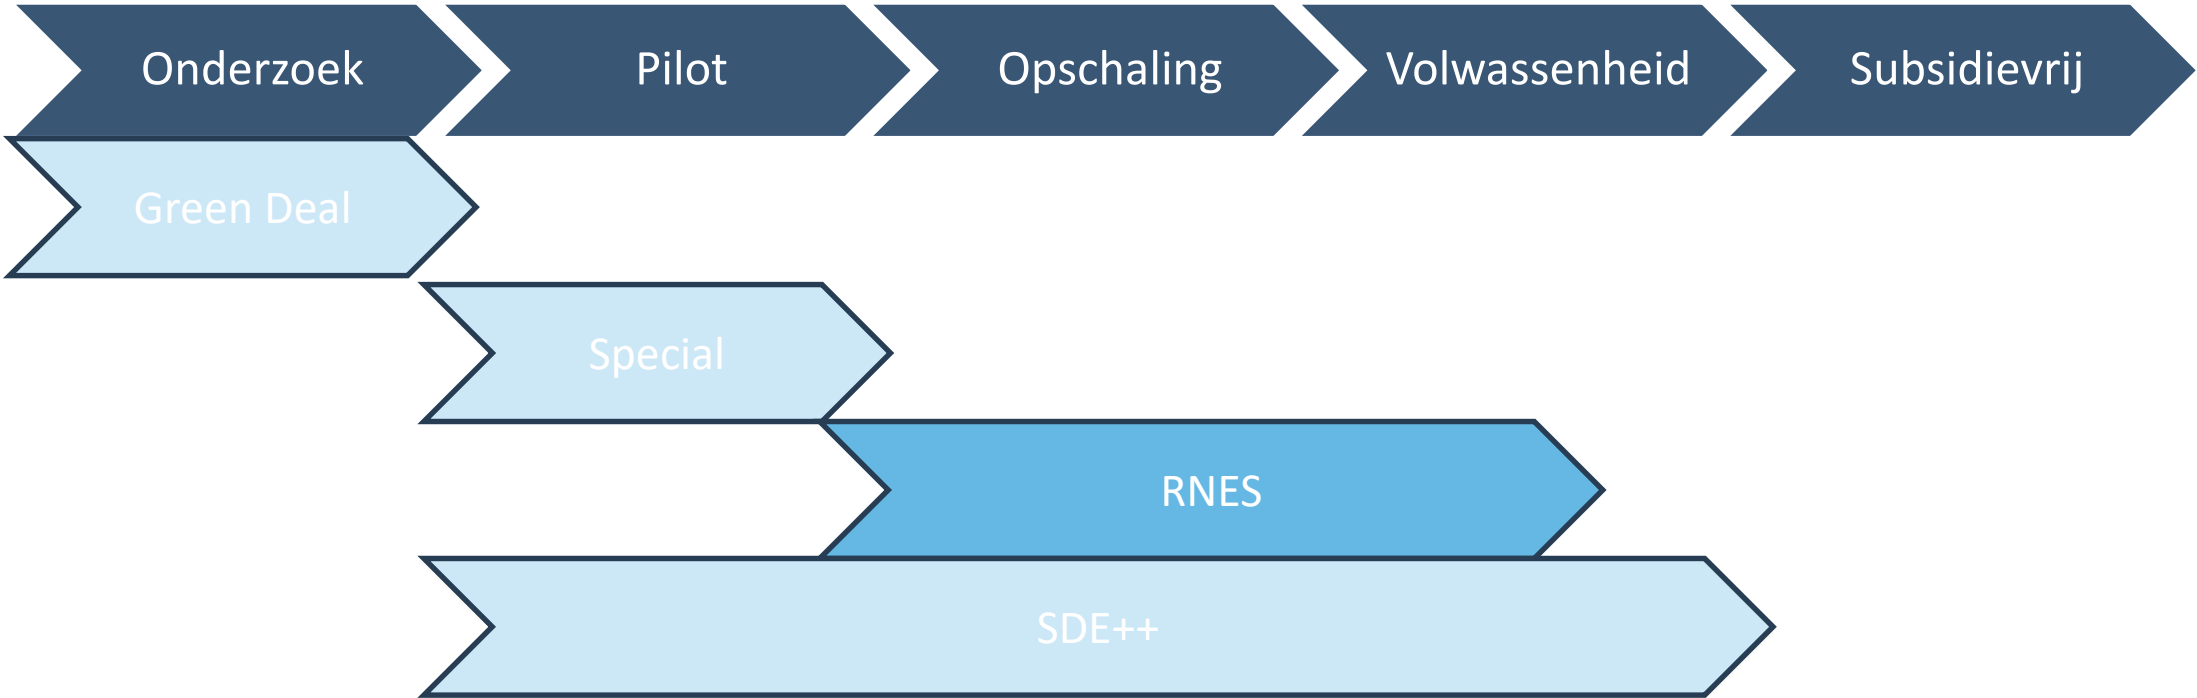 Onderzoek
Pilot
Opschaling
Volwassenheid
Subsidievrij
Green Deal
Special
RNES
SDE++